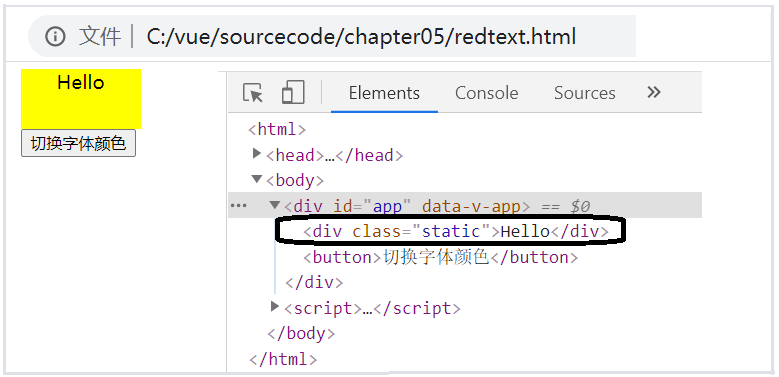 文件 C:/vue/sourcecode/chapter05/redtext.html
Hello
切换字体颜色
Elements Console Sources
<html>
<head>…</head>
<body>
<div id="app" data-v-app> == $0
<div class="static">Hello</div>
<button>切换字体颜色</button>
</div>
<script>…</script>
</body>
</html>